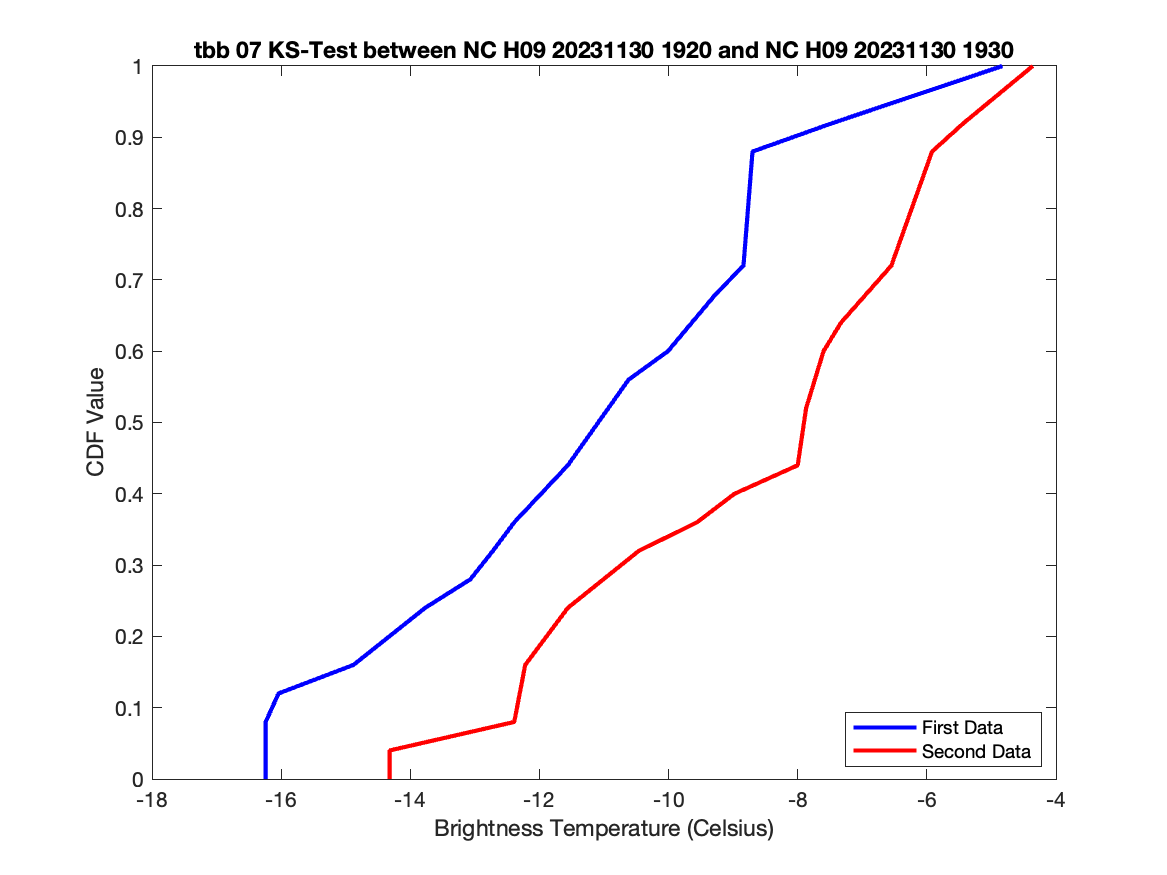 tbb 07 KS-Test between NC H09 20231130 1920 and NC H09 20231130 1930
1
0.9
0.8
0.7
0.6
0.5
0.4
0.3
0.2
0.1
0
CDF Value
First Data
Second Data
-18 -16 -14 -12 -10 -8 -6 -4
Brightness Temperature (Celsius)